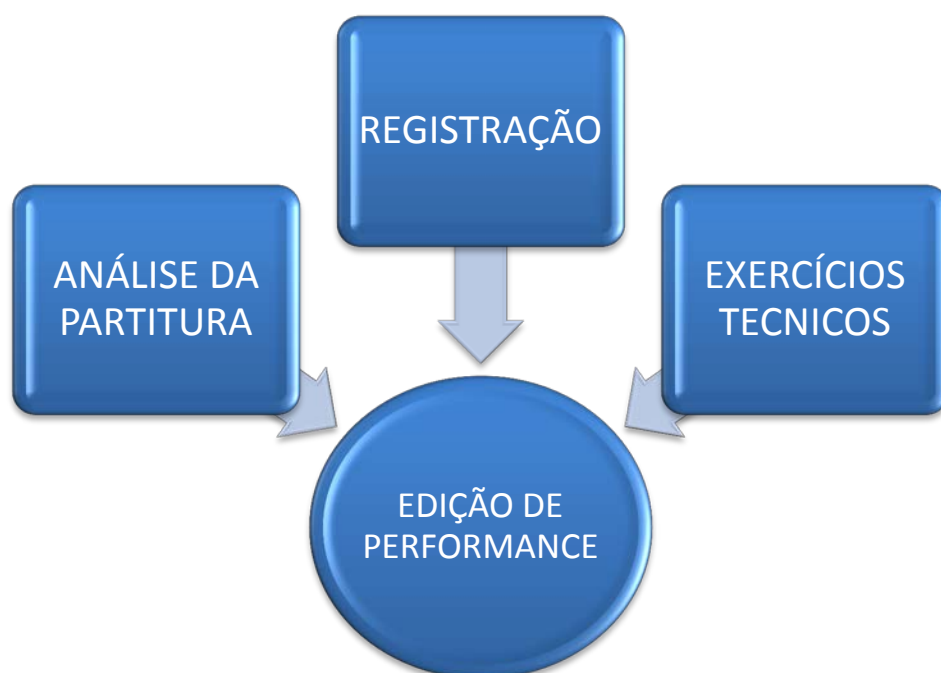 REGISTRAÇÃO
ANÁLISE DA
PARTITURA
EXERCÍCIOS
TECNICOS
EDIÇÃO DE
PERFORMANCE